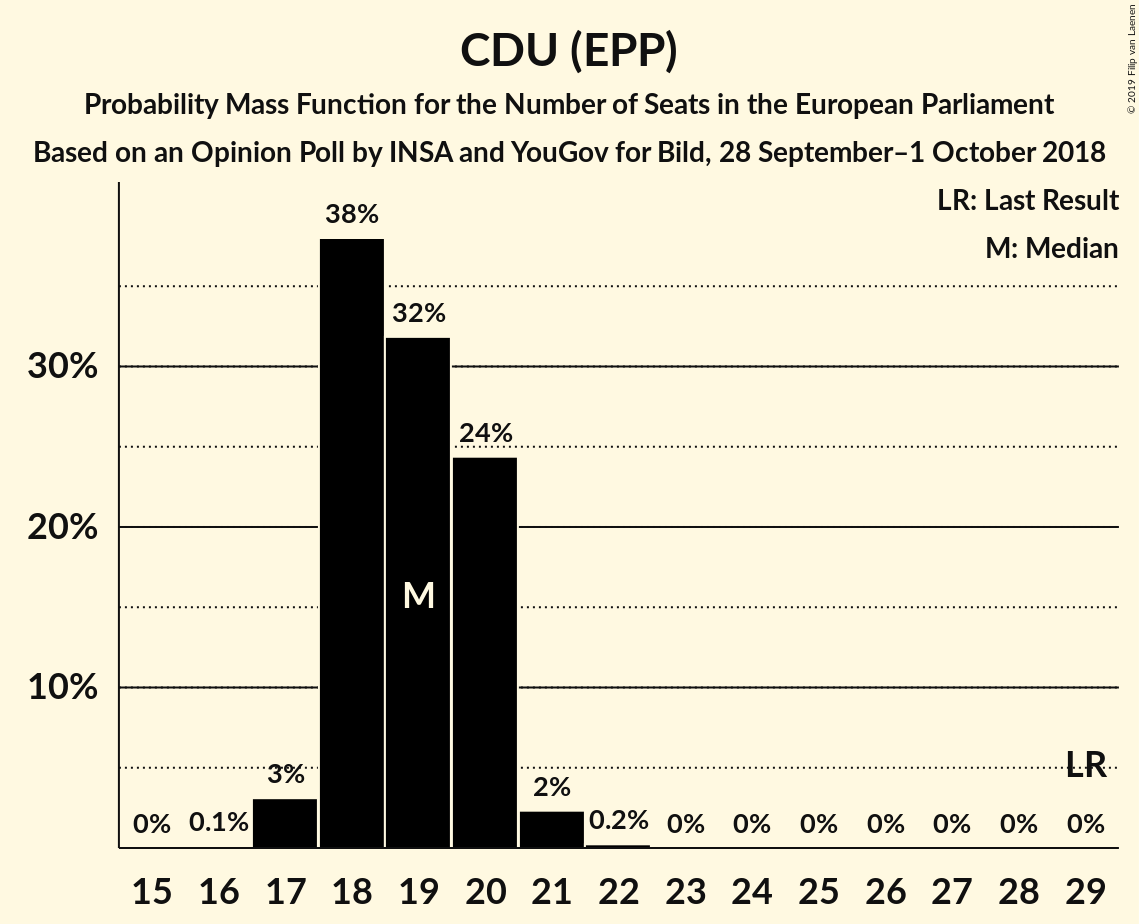 CDU (EPP)
Probability Mass Function for the Number of Seats in the European Parliament
Based on an Opinion Poll by INSA and YouGov for Bild, 28 September–1 October 2018
© 2019 Filip van Laenen
LR: Last Result
M: Median
38%
32%
30%
24%
20%
M
10%
LR
3%
2%
0% 0.1% 0.2% 0% 0% 0% 0% 0% 0% 0%
15 16 17 18 19 20 21 22 23 24 25 26 27 28 29